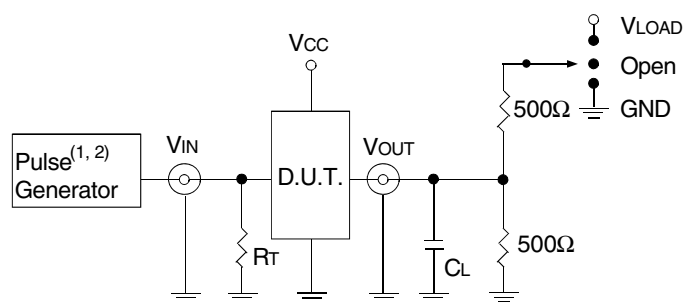 VLOAD
VCC
Open
500Ω
GND
VIN
VOUT
Pulse(1, 2)
Generator
D.U.T.
500Ω
RT
CL